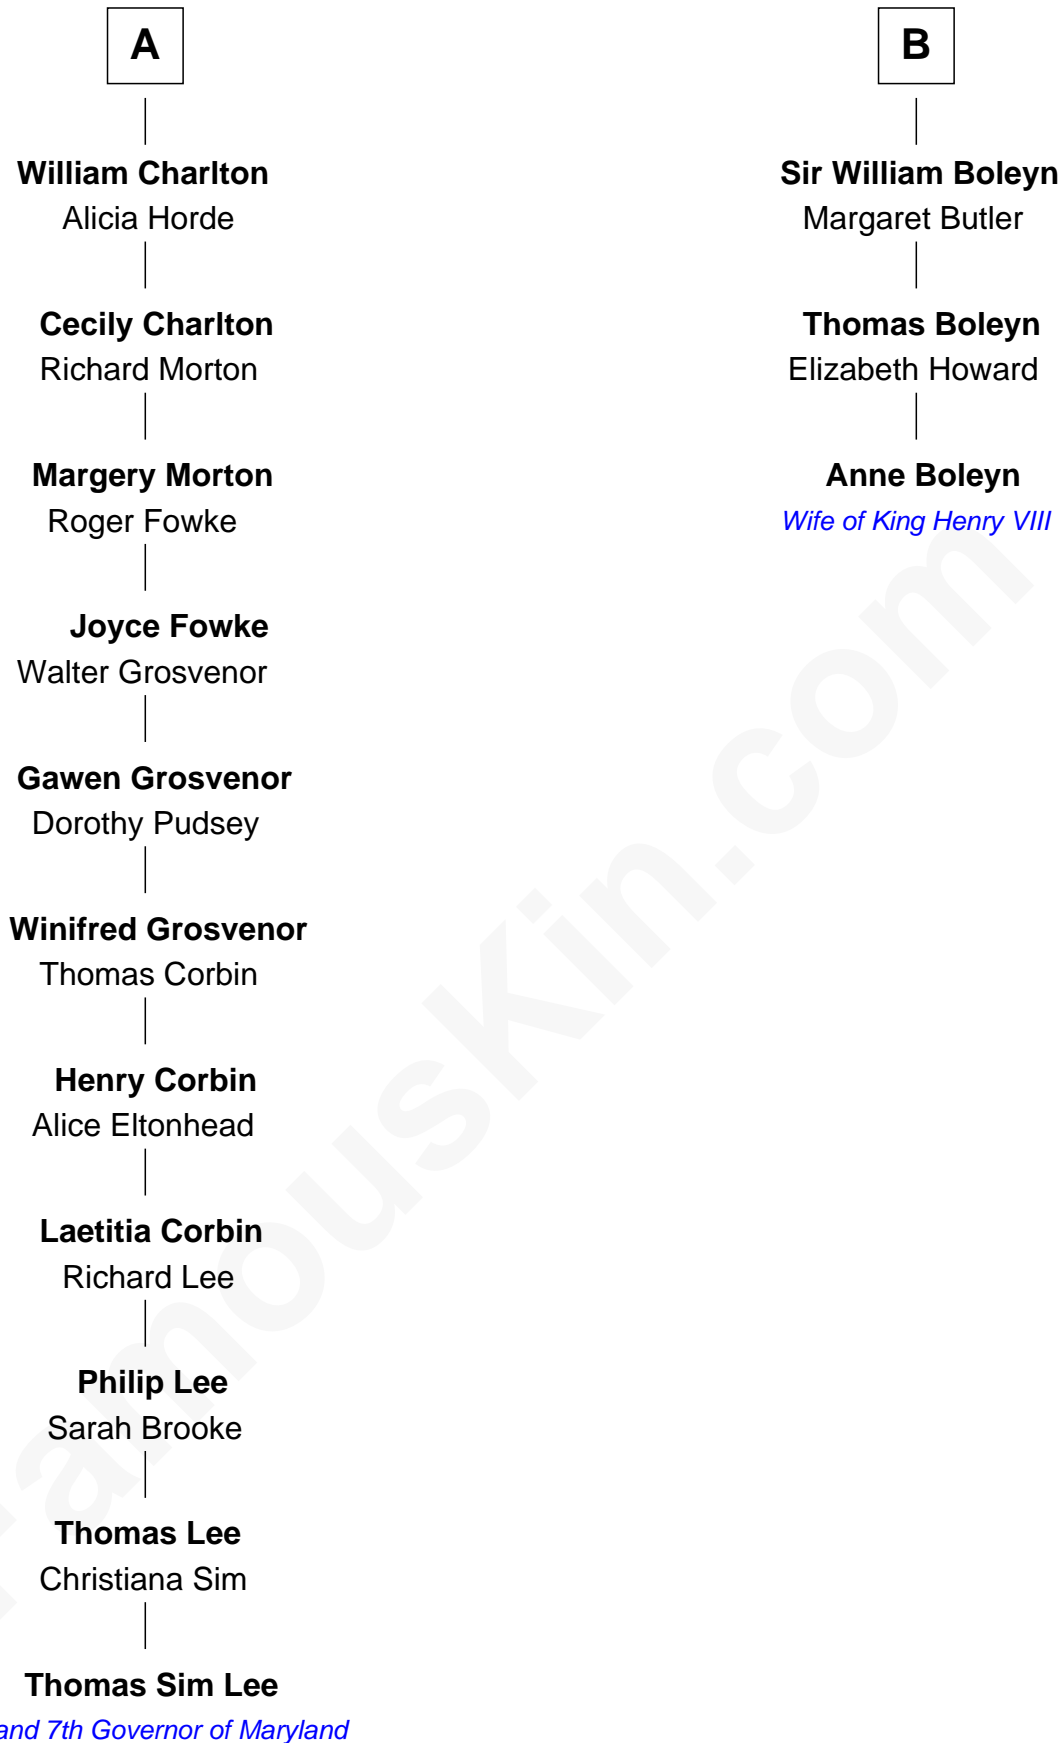 A
William Charlton
Alicia Horde
Cecily Charlton
Richard Morton
Margery Morton
Roger Fowke
Joyce Fowke
Walter Grosvenor
Gawen Grosvenor
Dorothy Pudsey
Winifred Grosvenor
Thomas Corbin
Henry Corbin
Alice Eltonhead
Laetitia Corbin
Richard Lee
Philip Lee
Sarah Brooke
Thomas Lee
Christiana Sim
Thomas Sim Lee
and 7th Governor of Maryland
B
Sir William Boleyn
Margaret Butler
Thomas Boleyn
Elizabeth Howard
Anne Boleyn
Wife of King Henry VIII
FamousKin.com